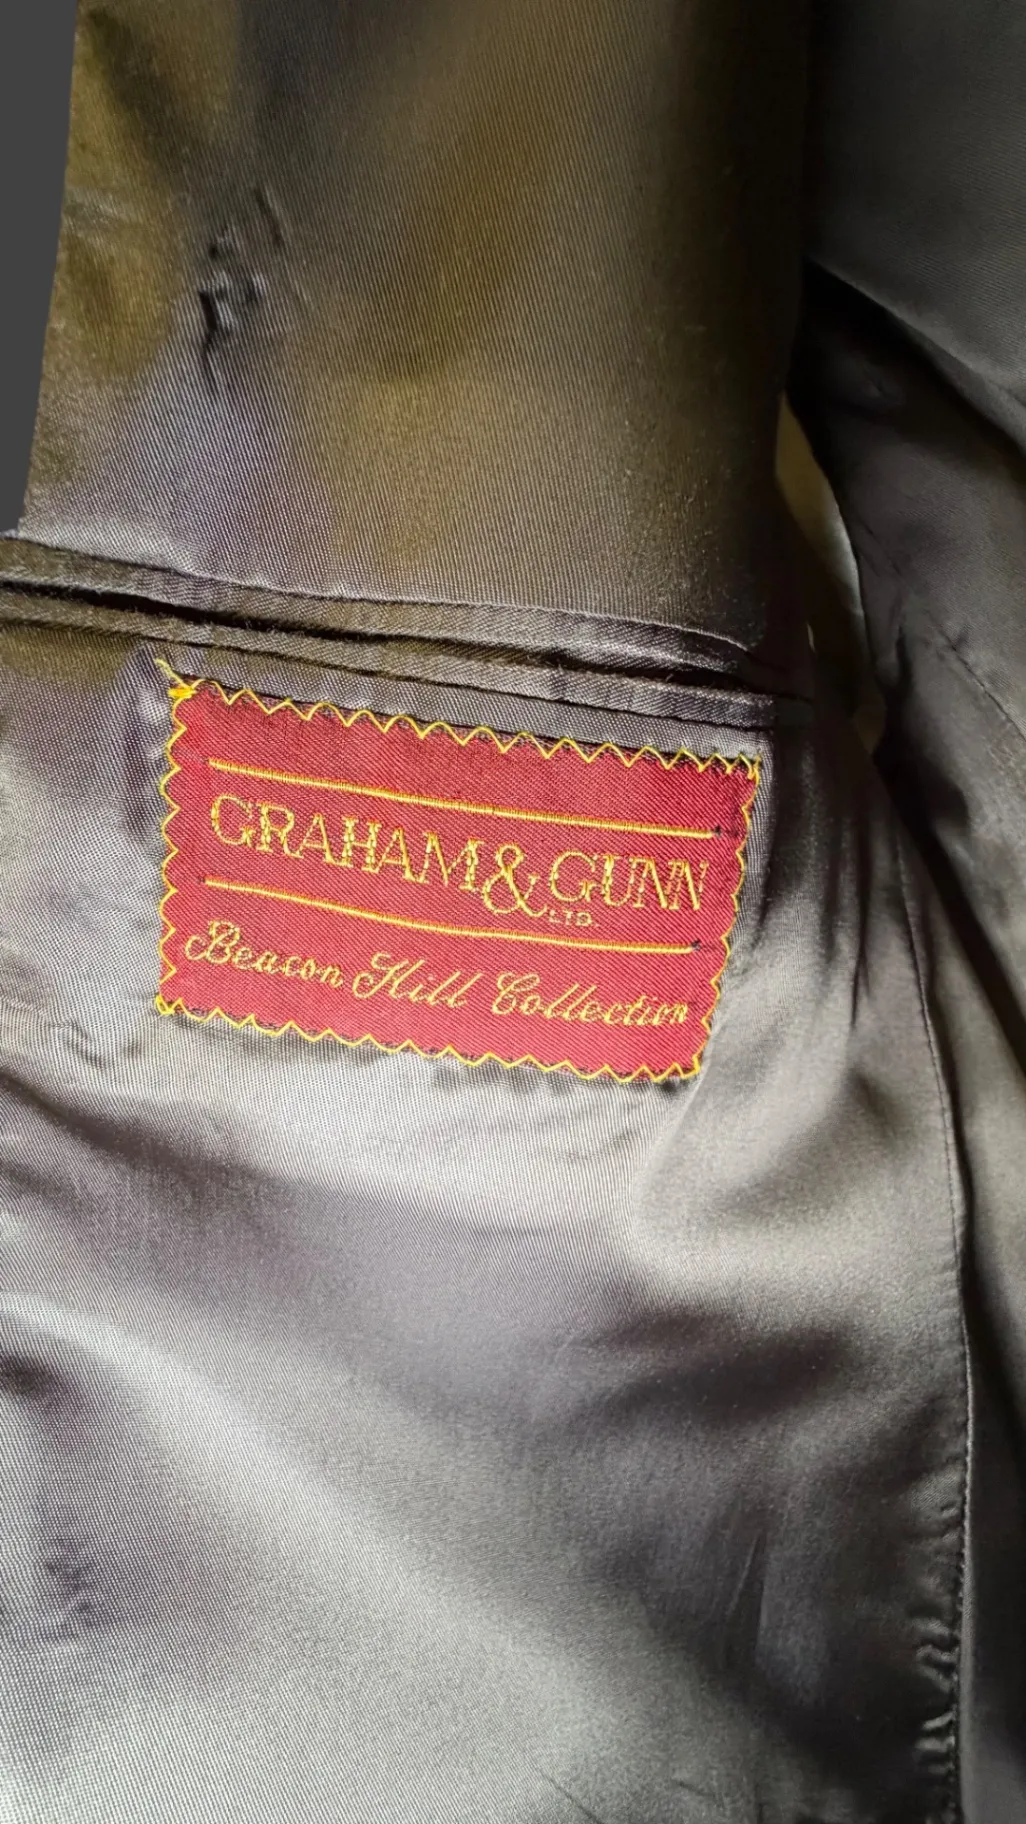 GRAHAM & GUNN
LTD.
Beacon Hill Collection